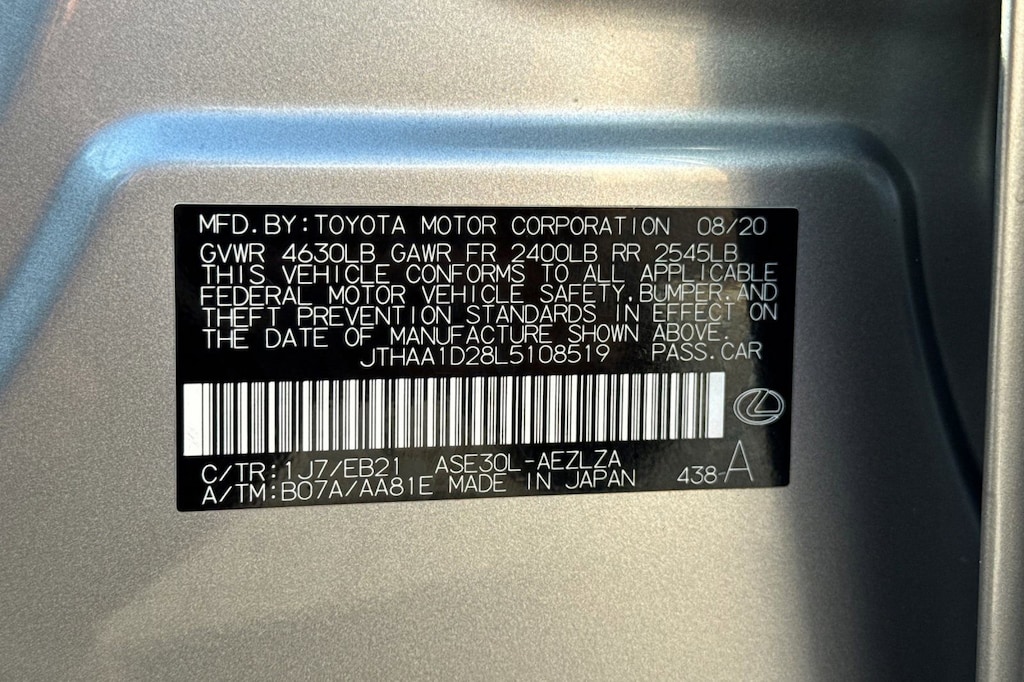 MFD.BY:TOYOTA MOTOR CORPORATION 08/20
GVWR 4630LB GAWR FR 2400LB RR 2545LB
THIS VEHICLE CONFORMS TO ALL APPLICABLE
FEDERAL MOTOR VEHICLE SAFETY,BUMPER,AND
THEFT PREVENTION STANDARDS IN EFFECT ON
THE DATE OF MANUFACTURE SHOWN ABOVE.
JTHAA1D28L5108519 PASS.CAR
C/TR:1J7/EB21 ASE30L-AEZLZA
A/TM:B07A/AA81E MADE IN JAPAN 438-A